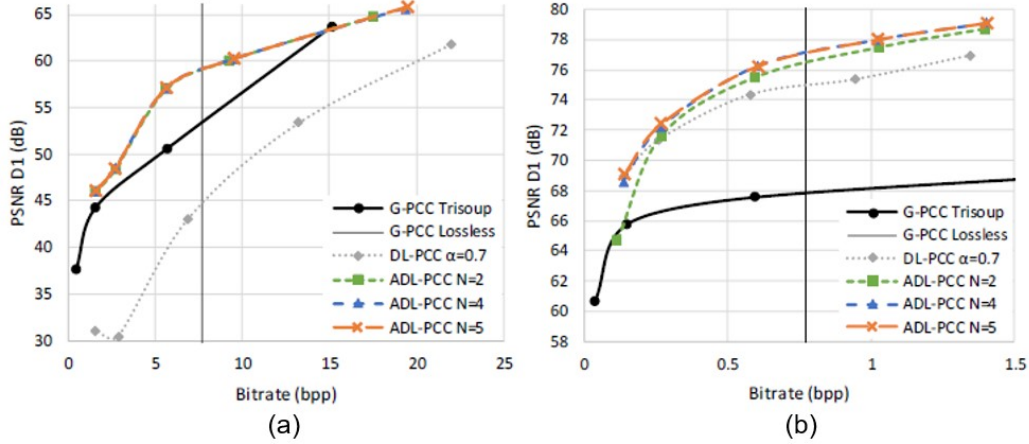 PSNR D1 (dB)
65
60
55
50
45
40
35
30
0 5 10 15 20 25
Bitrate (bpp)
G-PCC Trisoup
G-PCC Lossless
DL-PCC α=0.7
ADL-PCC N=2
ADL-PCC N=4
ADL-PCC N=5
(a)
PSNR D1 (dB)
80
78
76
74
72
70
68
66
64
62
60
58
0 0.5 1 1.5
Bitrate (bpp)
G-PCC Trisoup
G-PCC Lossless
DL-PCC α=0.7
ADL-PCC N=2
ADL-PCC N=4
ADL-PCC N=5
(b)